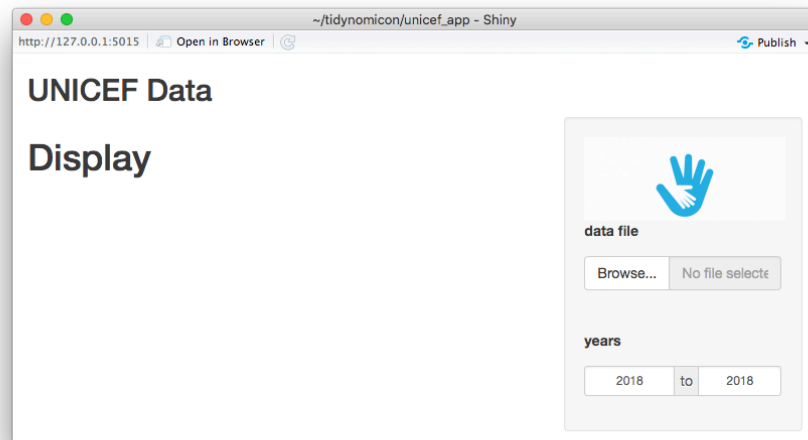 ~/tidynomicon/unicef_app - Shiny
http://127.0.0.1:5015 Open in Browser Publish
UNICEF Data
Display
data file
Browse... No file selecte
years
2018 to 2018